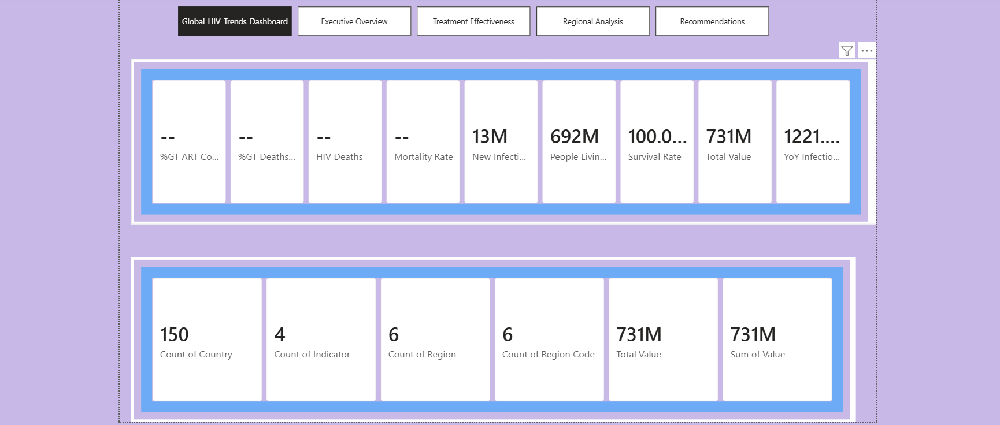 Global_HIV_Trends_Dashboard
Executive Overview
Treatment Effectiveness
Regional Analysis
Recommendations
--
%GT ART Co...
--
%GT Deaths...
--
HIV Deaths
--
Mortality Rate
13M
New Infecti...
692M
People Livin...
100.0...
Survival Rate
731M
Total Value
1221....
YoY Infectio...
150
Count of Country
4
Count of Indicator
6
Count of Region
6
Count of Region Code
731M
Total Value
731M
Sum of Value